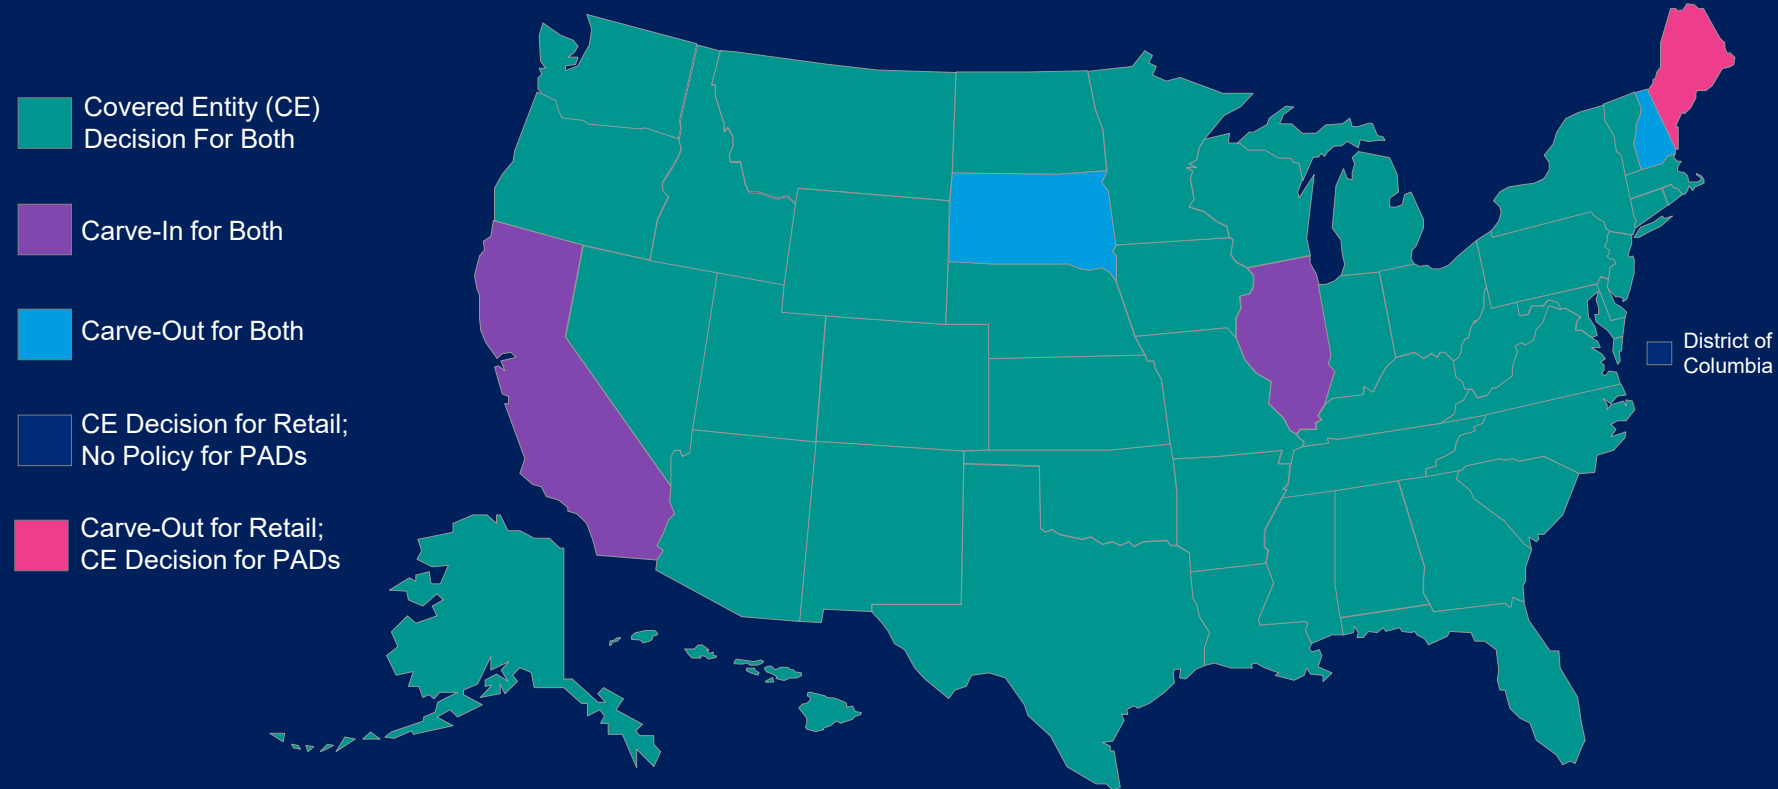 Covered Entity (CE)
Decision For Both
Carve-In for Both
Carve-Out for Both
CE Decision for Retail;
No Policy for PADs
Carve-Out for Retail;
CE Decision for PADs
District of
Columbia